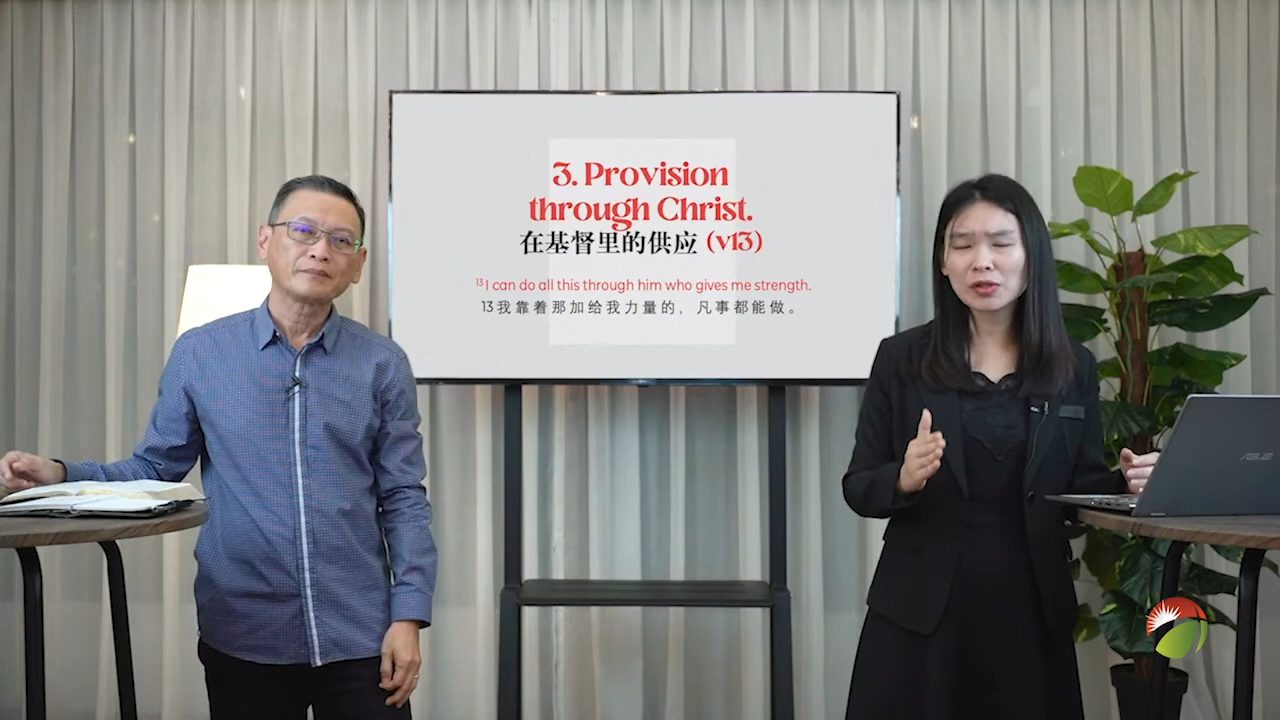 3. Provision
through Christ.
在基督里的供应 (v13)
13 I can do all this through him who gives me strength.
13 我靠着那加给我力量的，凡事都能做。
ASUS